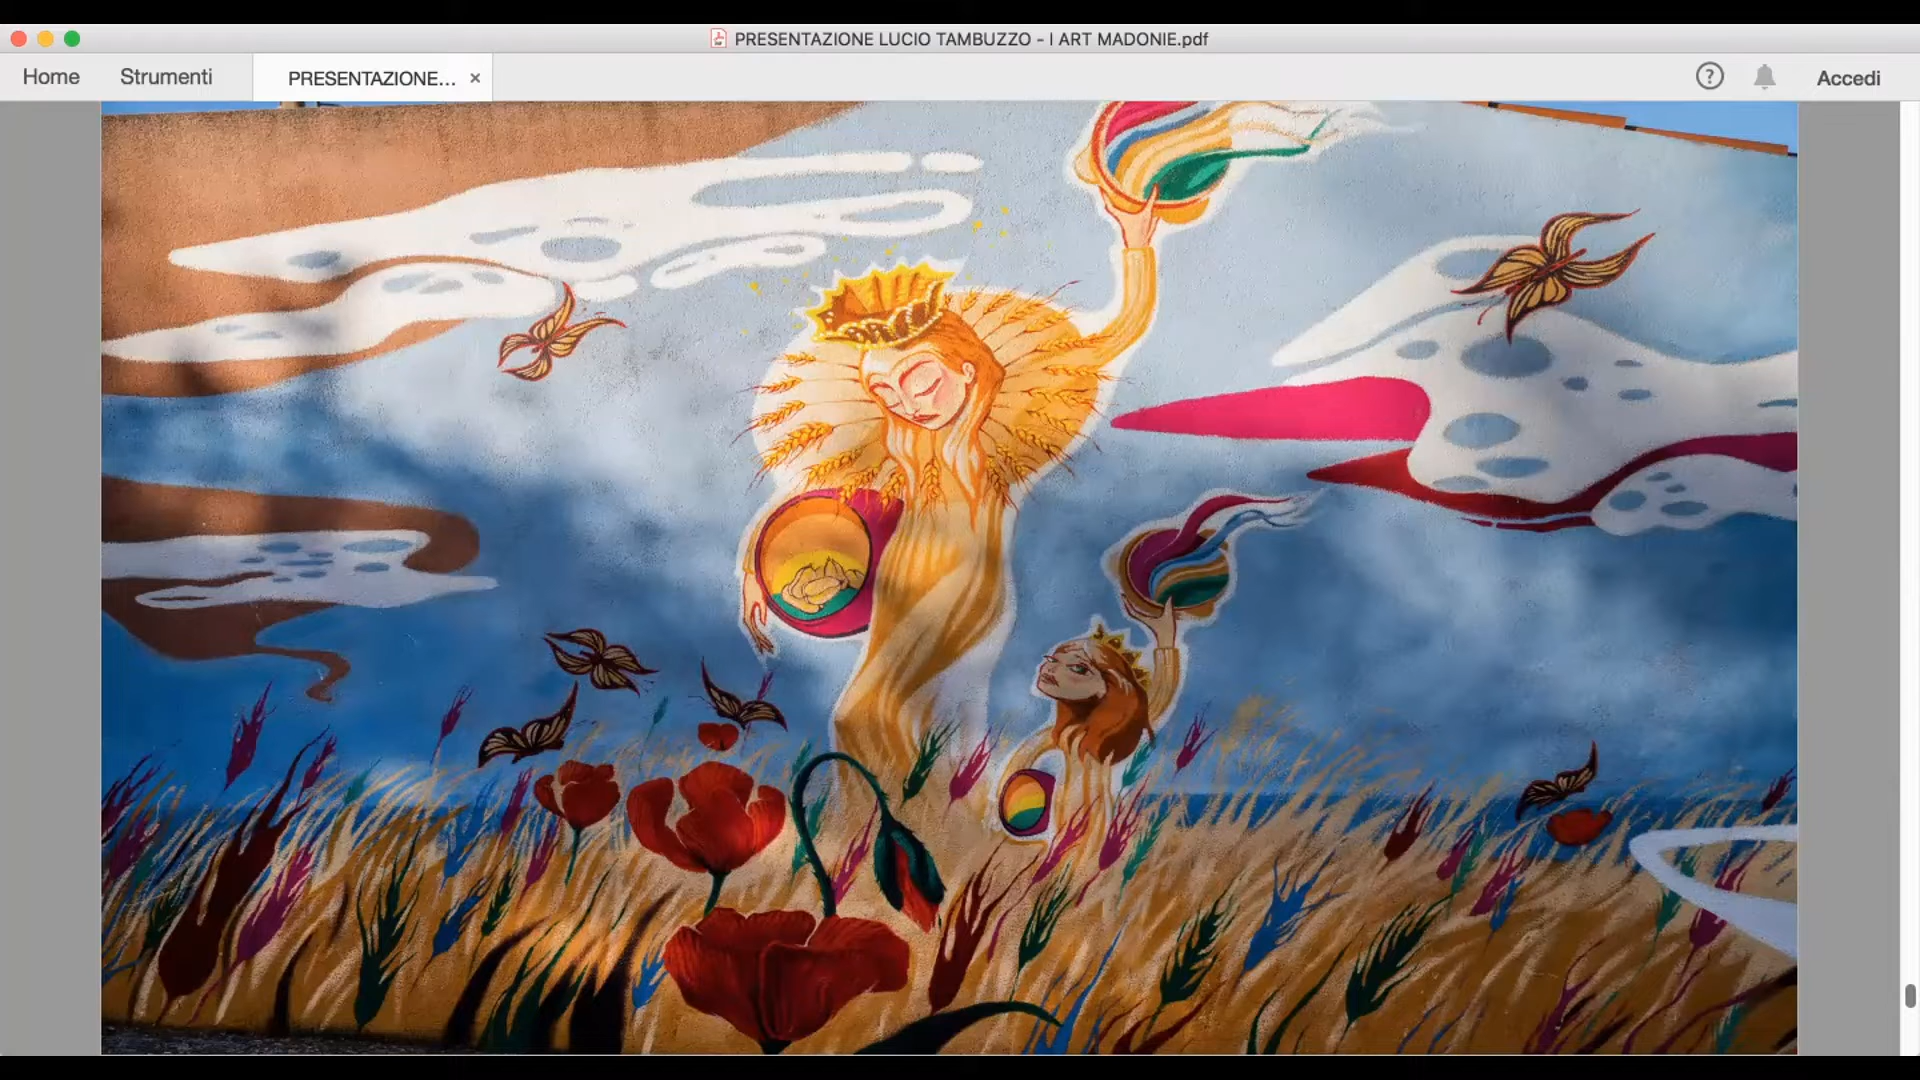 PRESENTAZIONE LUCIO TAMBUZZO - I ART MADONIE.pdf
Home
Strumenti
PRESENTAZIONE... ×
?
Accedi